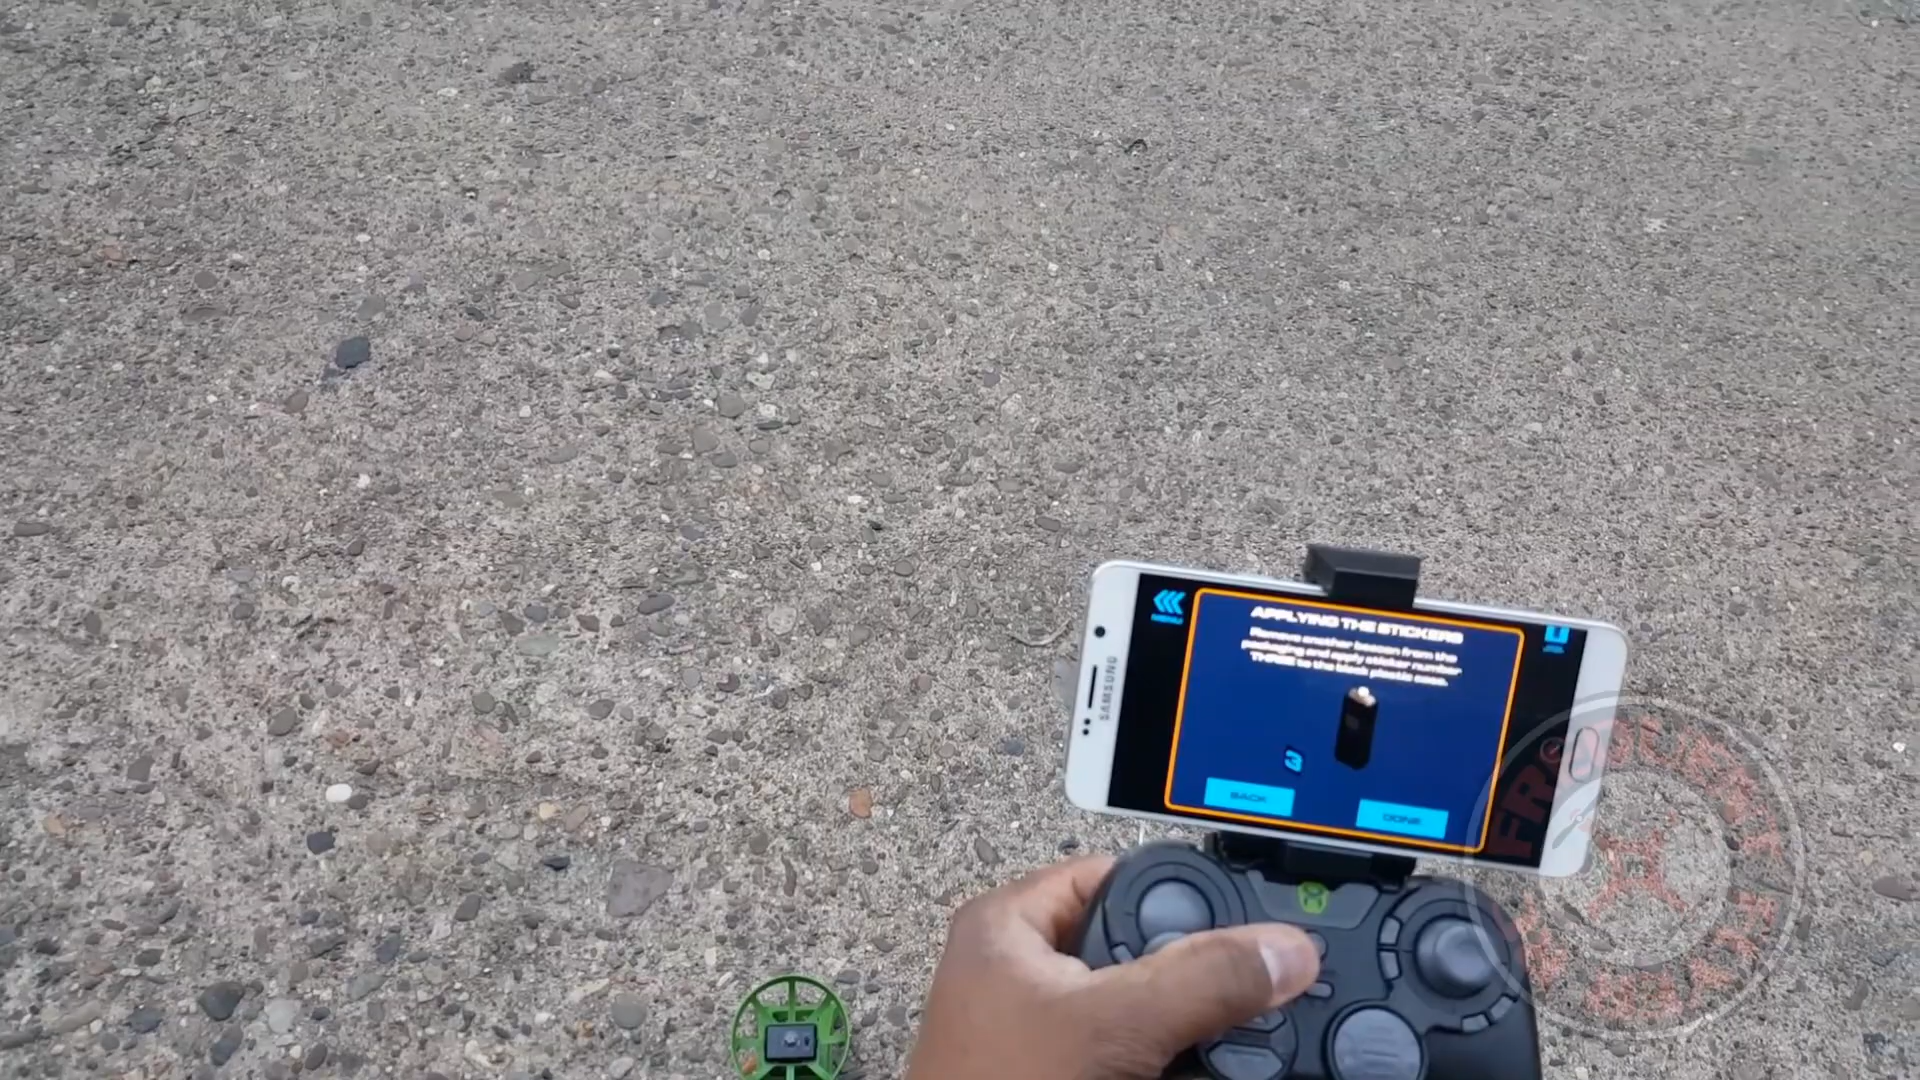 MENU
APPLYING THE STICKERS
Remove another beacon from the
packaging and apply sticker number
THREE to the black plastic case.
3
BACK
DONE
SAMSUNG